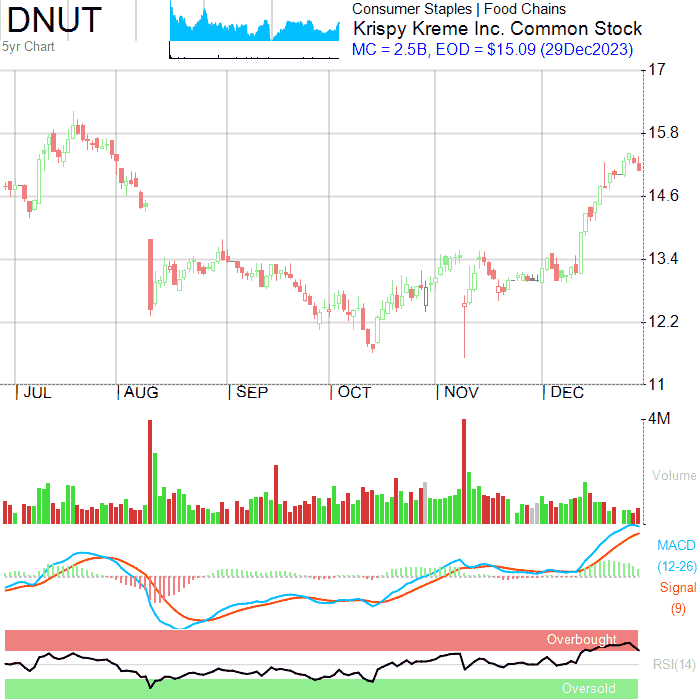 DNUT
5yr Chart
Consumer Staples | Food Chains
Krispy Kreme Inc. Common Stock
MC = 2.5B, EOD = $15.09 (29Dec2023)
17
15.8
14.6
13.4
12.2
11
JUL AUG SEP OCT NOV DEC
4M
Volume
MACD
(12-26)
Signal
(9)
Overbought
RSI(14)
Oversold